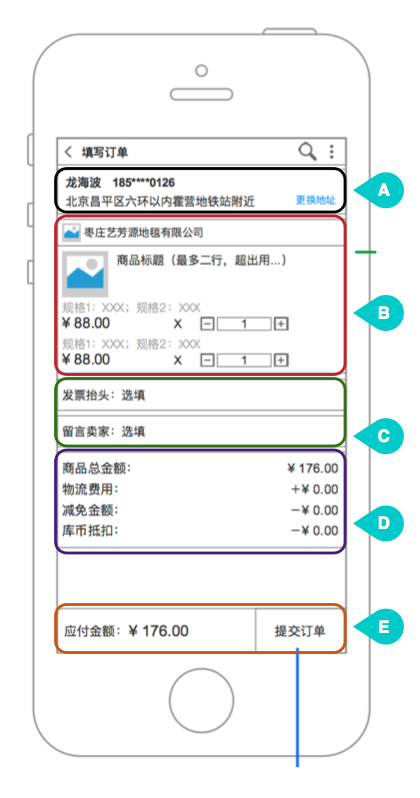 填写订单
龙海波 185****0126
北京昌平区六环以内霍营地铁站附近 更换地址
A
枣庄艺芳源地毯有限公司
商品标题（最多二行，超出用...）
规格1：XXX；规格2：XXX
¥ 88.00 X − 1 +
B
规格1：XXX；规格2：XXX
¥ 88.00 X − 1 +
发票抬头：选填
留言卖家：选填
C
商品总金额： ¥ 176.00
物流费用： +¥ 0.00
减免金额： −¥ 0.00
库币抵扣： −¥ 0.00
D
应付金额：¥ 176.00 提交订单
E